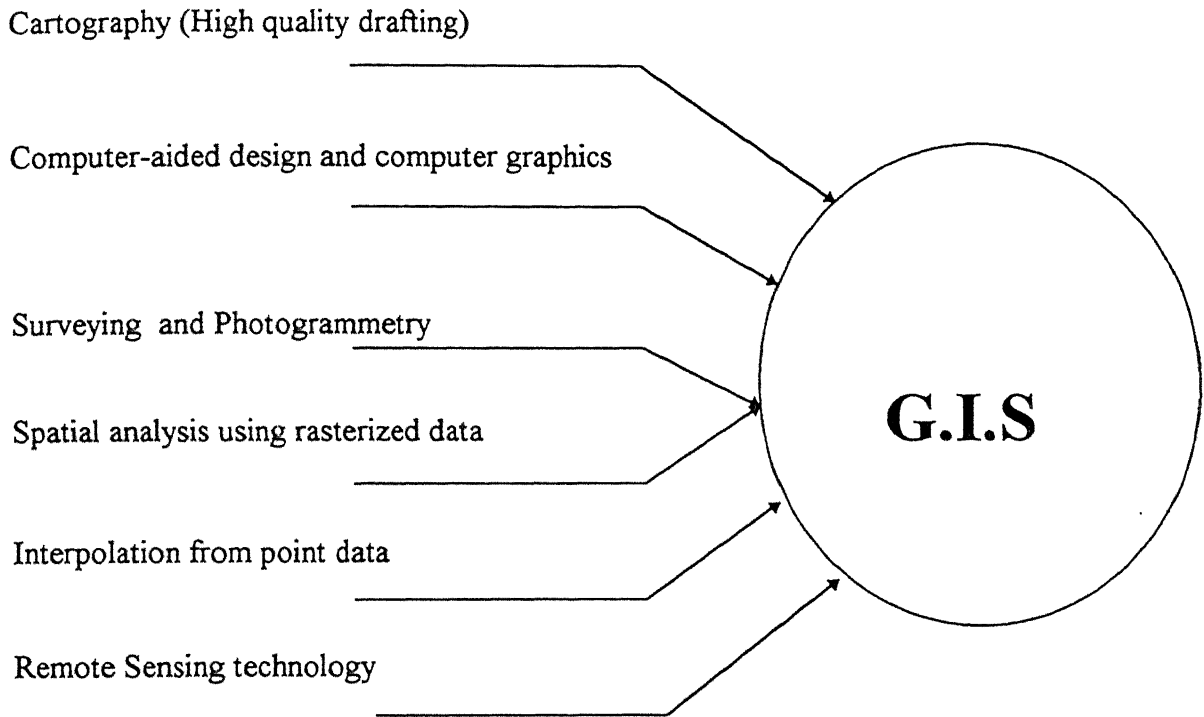 Cartography (High quality drafting)
Computer-aided design and computer graphics
Surveying and Photogrammetry
Spatial analysis using rasterized data
G.I.S
Interpolation from point data
Remote Sensing technology